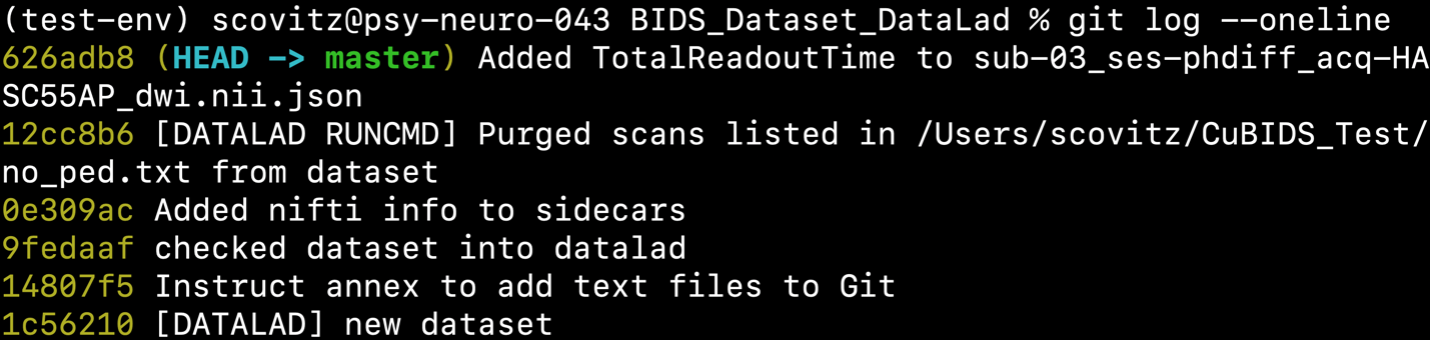 (test-env) scovitz@psy-neuro-043 BIDS_Dataset_DataLad % git log --oneline
626adb8 (HEAD -> master) Added TotalReadoutTime to sub-03_ses-phdiff_acq-HA
SC55AP_dwi.nii.json
12cc8b6 [DATALAD RUNCMD] Purged scans listed in /Users/scovitz/CuBIDS_Test/
no_ped.txt from dataset
0e309ac Added nifti info to sidecars
9fedaaf checked dataset into datalad
14807f5 Instruct annex to add text files to Git
1c56210 [DATALAD] new dataset